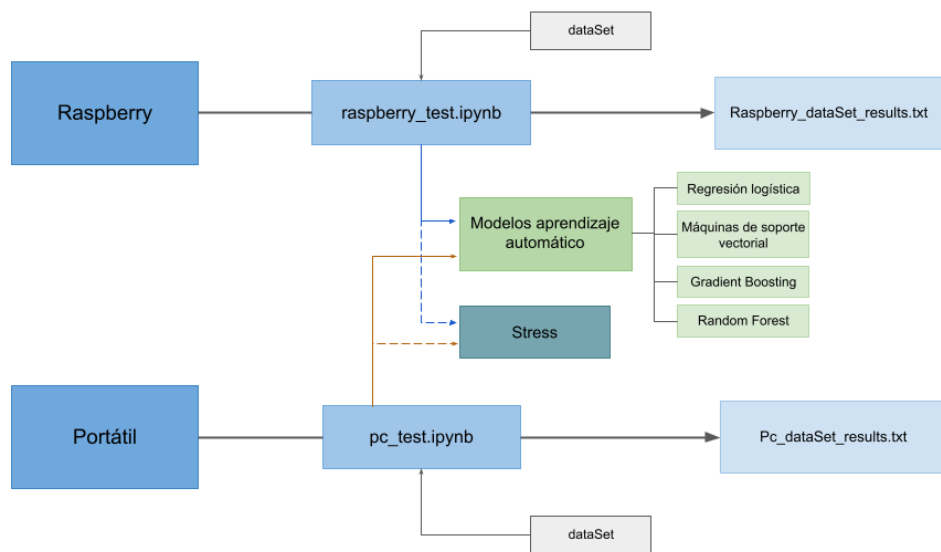 dataSet
Raspberry
raspberry_test.ipynb
Raspberry_dataSet_results.txt
Modelos aprendizaje
automático
Regresión logística
Máquinas de soporte
vectorial
Gradient Boosting
Random Forest
Stress
Portátil
pc_test.ipynb
Pc_dataSet_results.txt
dataSet